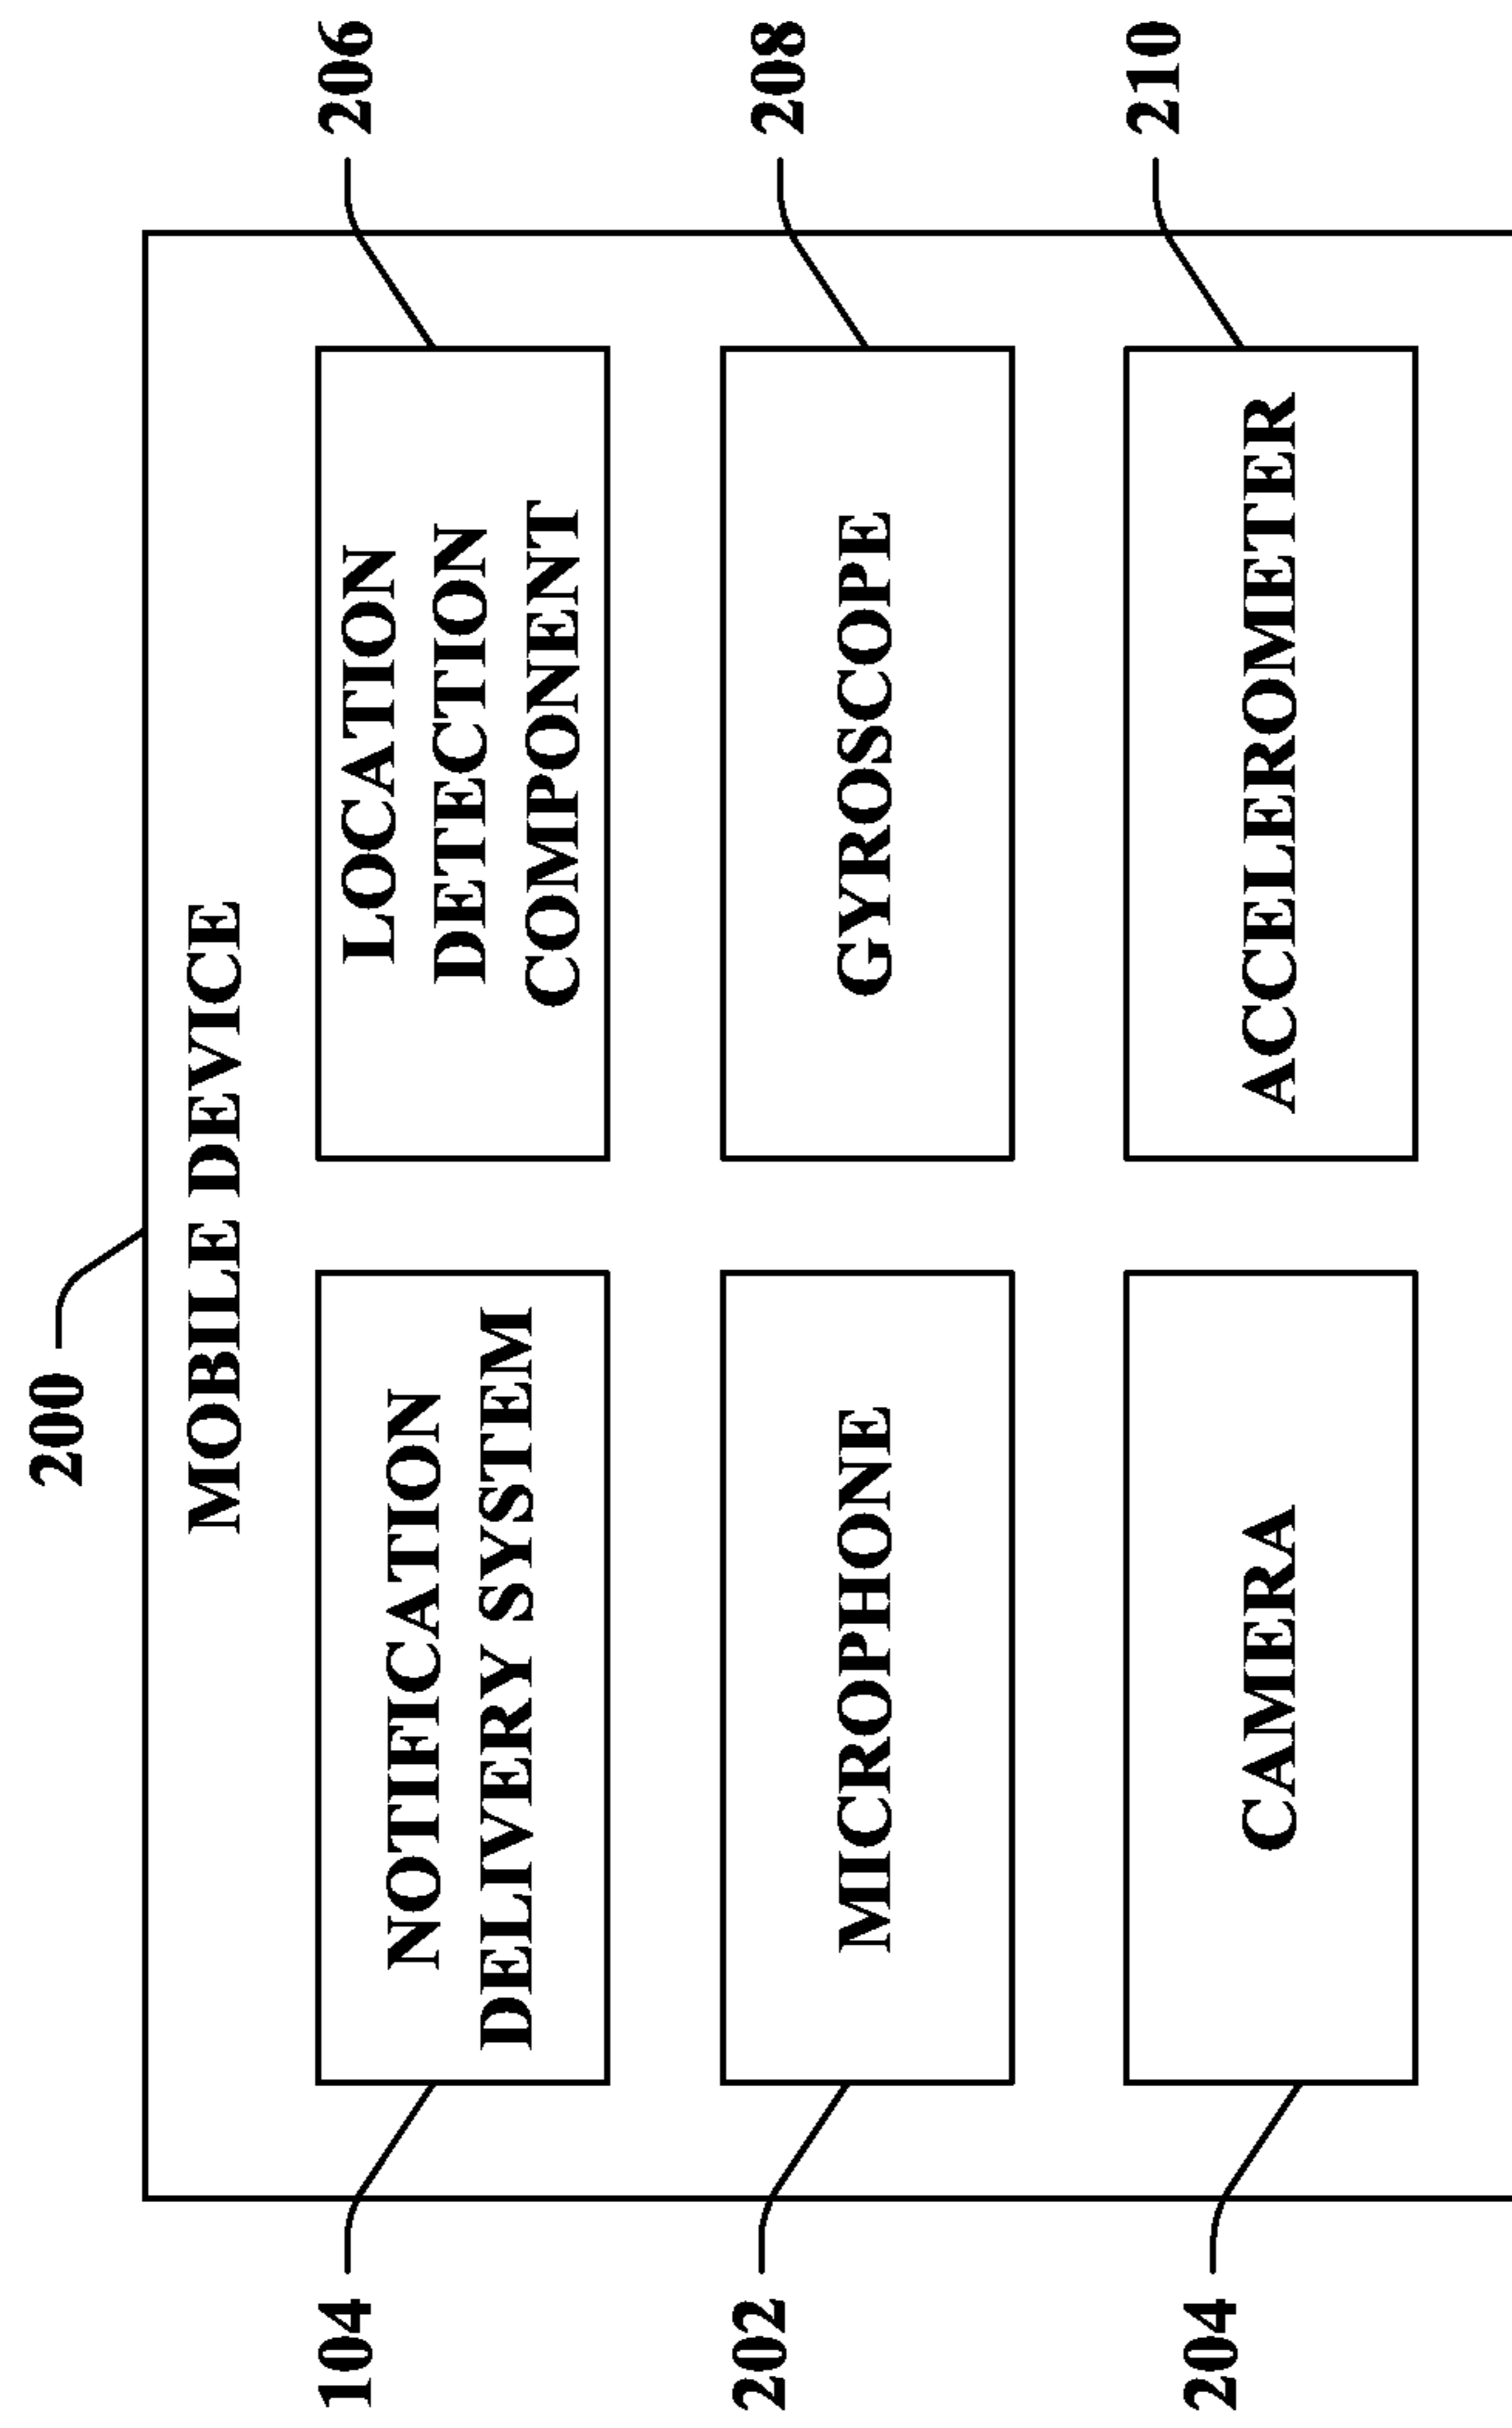 200
MOBILE DEVICE
104
NOTIFICATION
DELIVERY SYSTEM
LOCATION
DETECTION
COMPONENT
206
202
MICROPHONE
GYROSCOPE
208
204
CAMERA
ACCELEROMETER
210